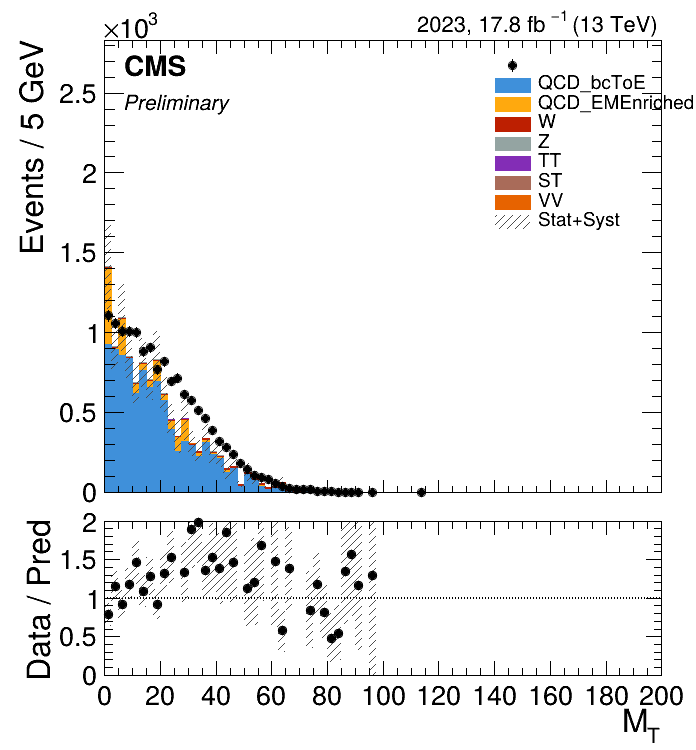 ×10³
2023, 17.8 fb⁻¹ (13 TeV)
Events / 5 GeV
CMS
Preliminary
QCD_bcToE
QCD_EMEnriched
W
Z
TT
ST
VV
Stat+Syst
2.5
2
1.5
1
0.5
0
Data / Pred
2
1.5
1
0.5
0
0 20 40 60 80 100 120 140 160 180 200
M_T